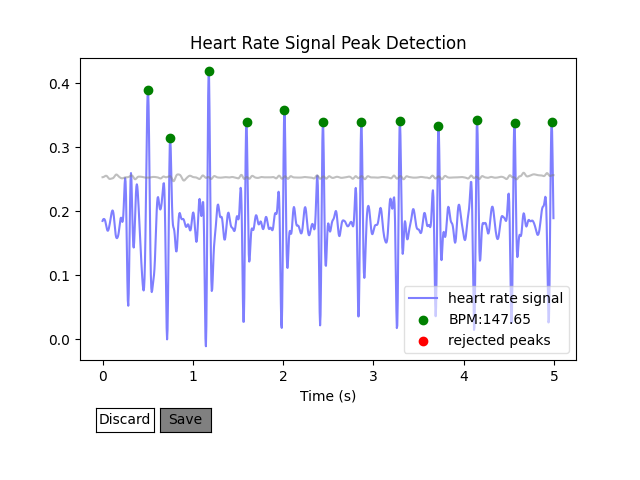 Heart Rate Signal Peak Detection
0.4
0.3
0.2
0.1
0.0
heart rate signal
BPM:147.65
rejected peaks
0
1
2
3
4
5
Time (s)
Discard
Save